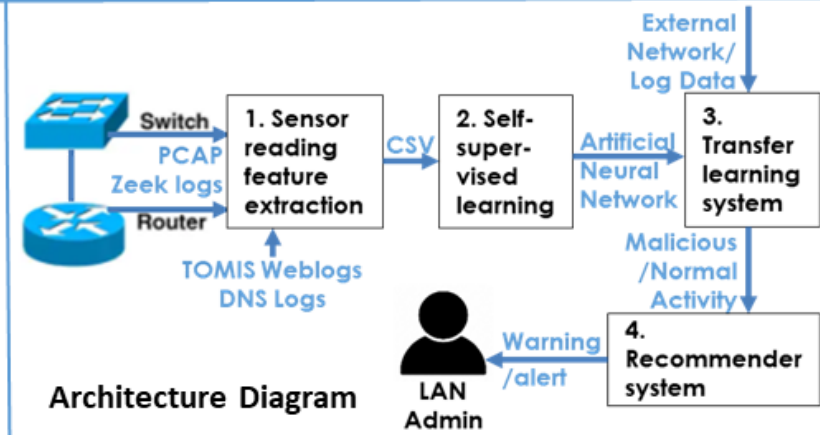 External
Network/
Log Data
Switch
PCAP
Zeek logs
Router
1. Sensor
reading
feature
extraction
TOMIS Weblogs
DNS Logs
CSV
2. Self-
super-
vised
learning
Artificial
Neural
Network
3.
Transfer
learning
system
Malicious
/Normal
Activity
4.
Recommender
system
Warning
/alert
LAN
Admin
Architecture Diagram